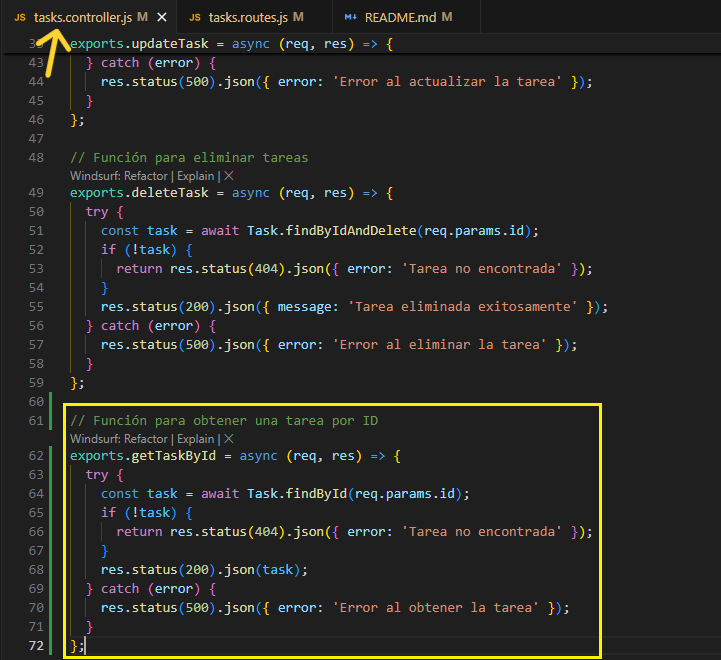 JS tasks.controller.js M ✕ JS tasks.routes.js M M↓ README.md M
exports.updateTask = async (req, res) => {
43 } catch (error) {
44 res.status(500).json({ error: 'Error al actualizar la tarea' });
45 }
46 };
47
48 // Función para eliminar tareas
Windsurf: Refactor | Explain | ✕
49 exports.deleteTask = async (req, res) => {
50 try {
51 const task = await Task.findByIdAndDelete(req.params.id);
52 if (!task) {
53 return res.status(404).json({ error: 'Tarea no encontrada' });
54 }
55 res.status(200).json({ message: 'Tarea eliminada exitosamente' });
56 } catch (error) {
57 res.status(500).json({ error: 'Error al eliminar la tarea' });
58 }
59 };
60
61 // Función para obtener una tarea por ID
Windsurf: Refactor | Explain | ✕
62 exports.getTaskById = async (req, res) => {
63 try {
64 const task = await Task.findById(req.params.id);
65 if (!task) {
66 return res.status(404).json({ error: 'Tarea no encontrada' });
67 }
68 res.status(200).json(task);
69 } catch (error) {
70 res.status(500).json({ error: 'Error al obtener la tarea' });
71 }
72 };